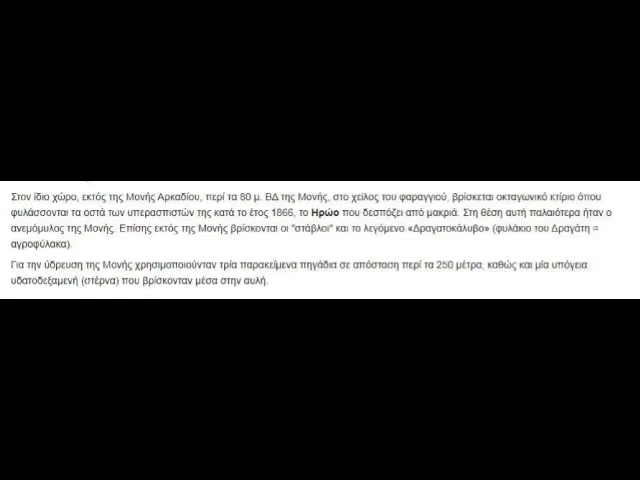 Στον ίδιο χώρο, εκτός της Μονής Αρκαδίου, περί τα 80 μ. ΒΔ της Μονής, στο χείλος του φαραγγιού, βρίσκεται οκταγωνικό κτίριο όπου
φυλάσσονται τα οστά των υπερασπιστών της κατά το έτος 1866, το Ηρώο που δεσπόζει από μακριά. Στη θέση αυτή παλαιότερα ήταν ο
ανεμόμυλος της Μονής. Επίσης εκτός της Μονής βρίσκονται οι "στάβλοι" και το λεγόμενο «Δραγατοκάλυβο» (φυλάκιο του Δραγάτη =
αγροφύλακα).
Για την ύδρευση της Μονής χρησιμοποιούνταν τρία παρακείμενα πηγάδια σε απόσταση περί τα 250 μέτρα, καθώς και μία υπόγεια
υδατοδεξαμενή (στέρνα) που βρίσκονταν μέσα στην αυλή.